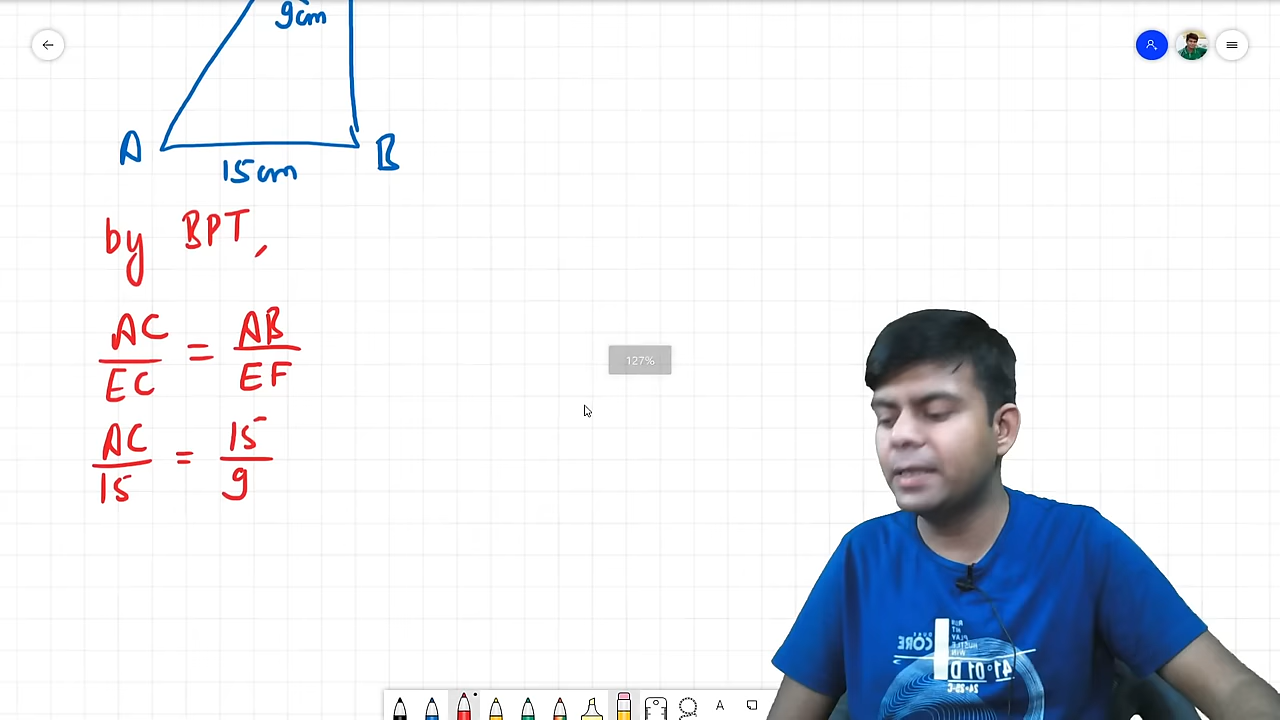 9cm
A
B
15cm
by BPT,
AC/EC = AB/EF
AC/15 = 15/9
127%
A